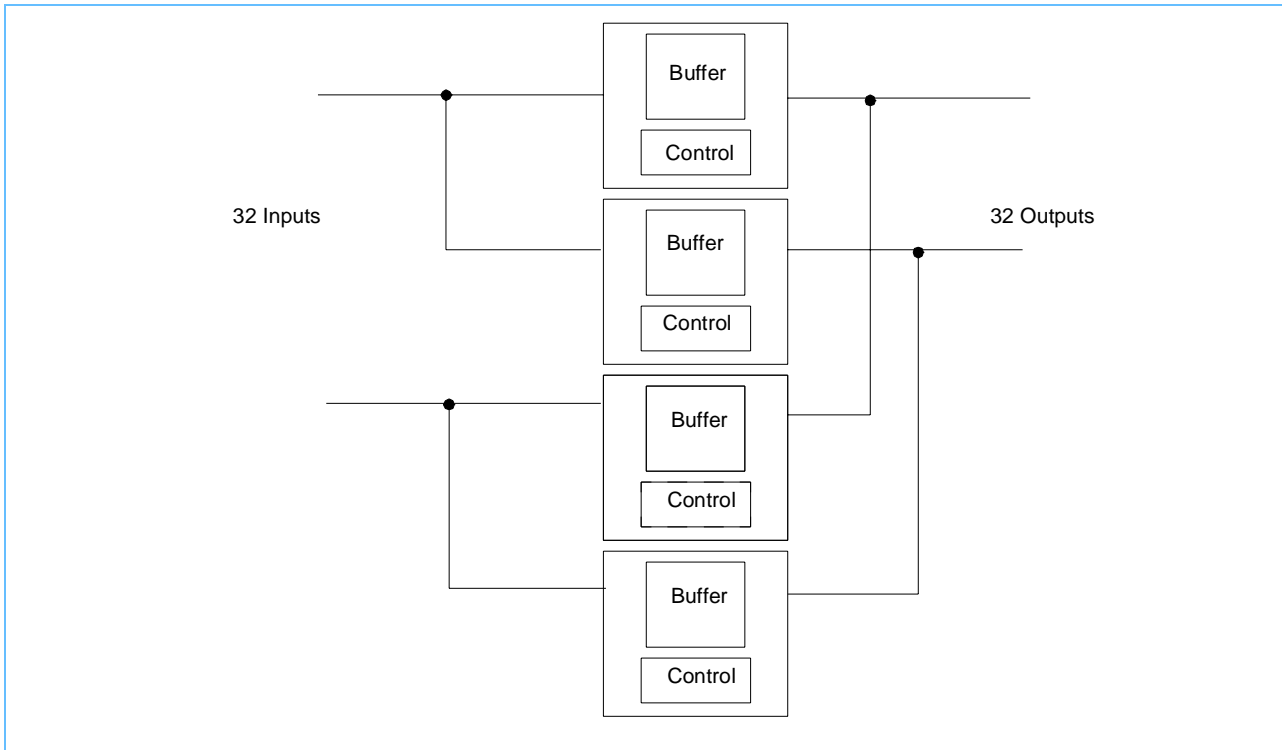 Buffer
Control
32 Inputs
32 Outputs
Buffer
Control
Buffer
Control
Buffer
Control